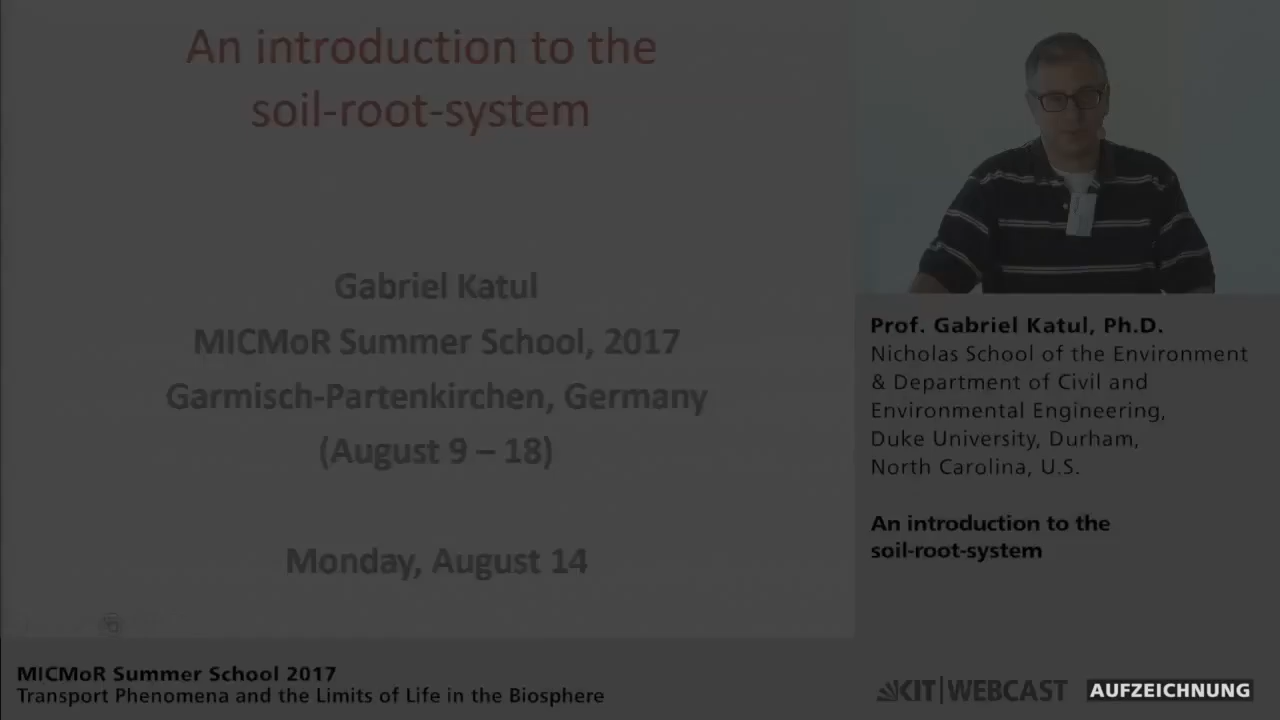 An introduction to the
soil-root-system
Gabriel Katul
MICMoR Summer School, 2017
Garmisch-Partenkirchen, Germany
(August 9 – 18)
Monday, August 14
Prof. Gabriel Katul, Ph.D.
Nicholas School of the Environment
& Department of Civil and
Environmental Engineering,
Duke University, Durham,
North Carolina, U.S.
An introduction to the
soil-root-system
MICMoR Summer School 2017
Transport Phenomena and the Limits of Life in the Biosphere
KIT|WEBCAST
AUFZEICHNUNG